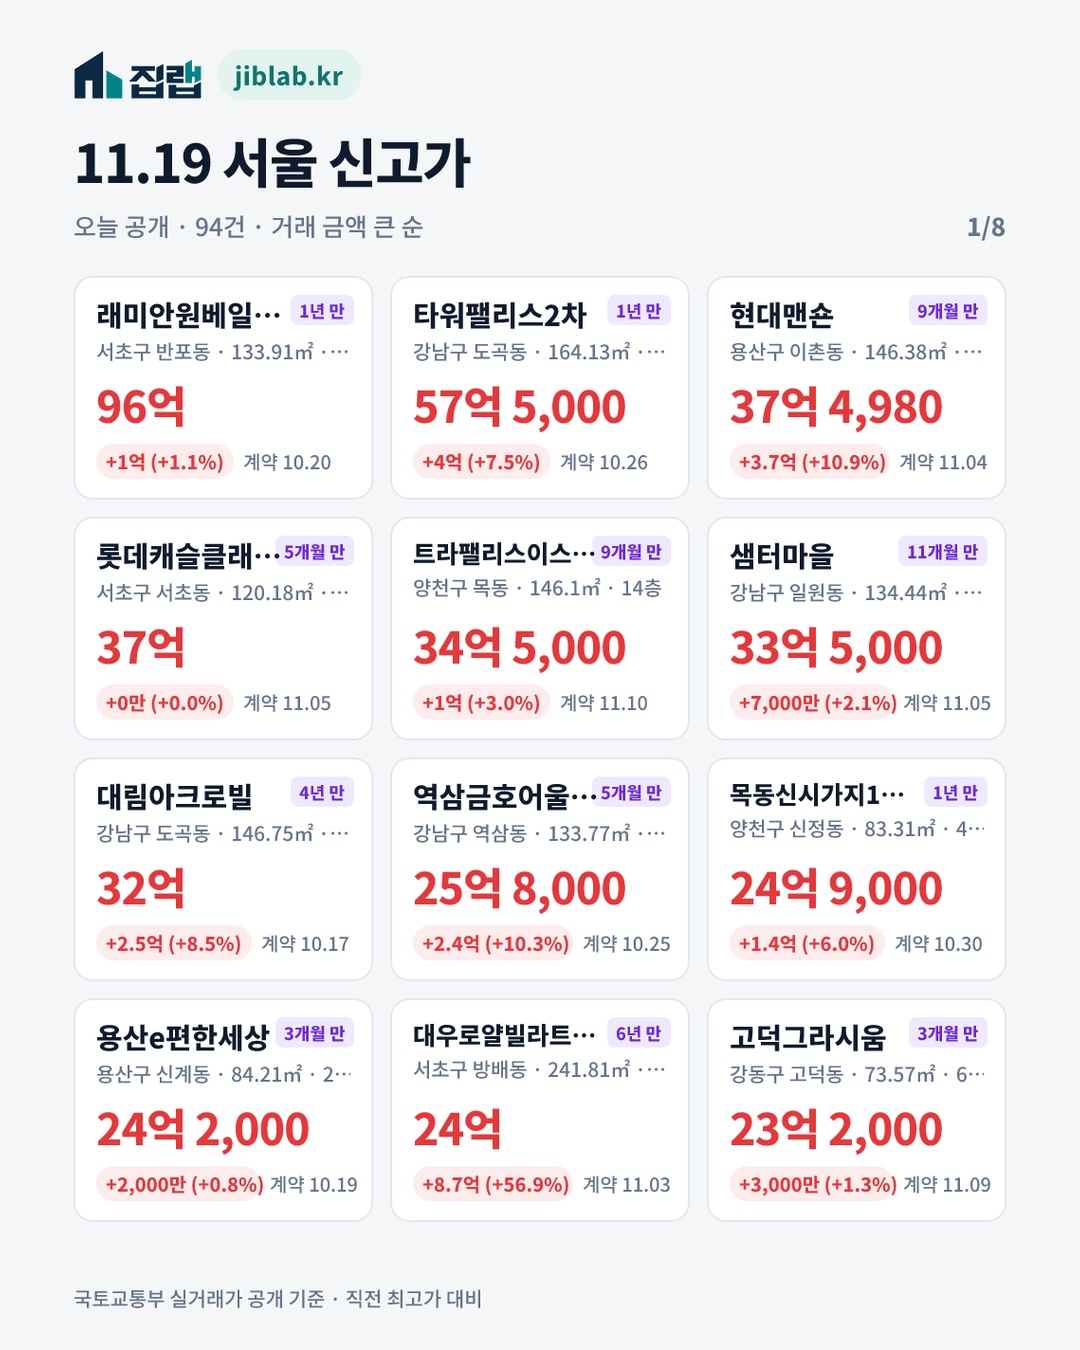 집랩 jiblab.kr
11.19 서울 신고가
오늘 공개 · 94건 · 거래 금액 큰 순 1/8
래미안원베일··· 1년 만
서초구 반포동 · 133.91㎡ · ···
96억
+1억 (+1.1%) 계약 10.20
타워팰리스2차 1년 만
강남구 도곡동 · 164.13㎡ · ···
57억 5,000
+4억 (+7.5%) 계약 10.26
현대맨숀 9개월 만
용산구 이촌동 · 146.38㎡ · ···
37억 4,980
+3.7억 (+10.9%) 계약 11.04
롯데캐슬클래··· 5개월 만
서초구 서초동 · 120.18㎡ · ···
37억
+0만 (+0.0%) 계약 11.05
트라팰리스이스··· 9개월 만
양천구 목동 · 146.1㎡ · 14층
34억 5,000
+1억 (+3.0%) 계약 11.10
샘터마을 11개월 만
강남구 일원동 · 134.44㎡ · ···
33억 5,000
+7,000만 (+2.1%) 계약 11.05
대림아크로빌 4년 만
강남구 도곡동 · 146.75㎡ · ···
32억
+2.5억 (+8.5%) 계약 10.17
역삼금호어울··· 5개월 만
강남구 역삼동 · 133.77㎡ · ···
25억 8,000
+2.4억 (+10.3%) 계약 10.25
목동신시가지1··· 1년 만
양천구 신정동 · 83.31㎡ · 4···
24억 9,000
+1.4억 (+6.0%) 계약 10.30
용산e편한세상 3개월 만
용산구 신계동 · 84.21㎡ · 2···
24억 2,000
+2,000만 (+0.8%) 계약 10.19
대우로얄빌라트··· 6년 만
서초구 방배동 · 241.81㎡ · ···
24억
+8.7억 (+56.9%) 계약 11.03
고덕그라시움 3개월 만
강동구 고덕동 · 73.57㎡ · 6···
23억 2,000
+3,000만 (+1.3%) 계약 11.09
국토교통부 실거래가 공개 기준 · 직전 최고가 대비